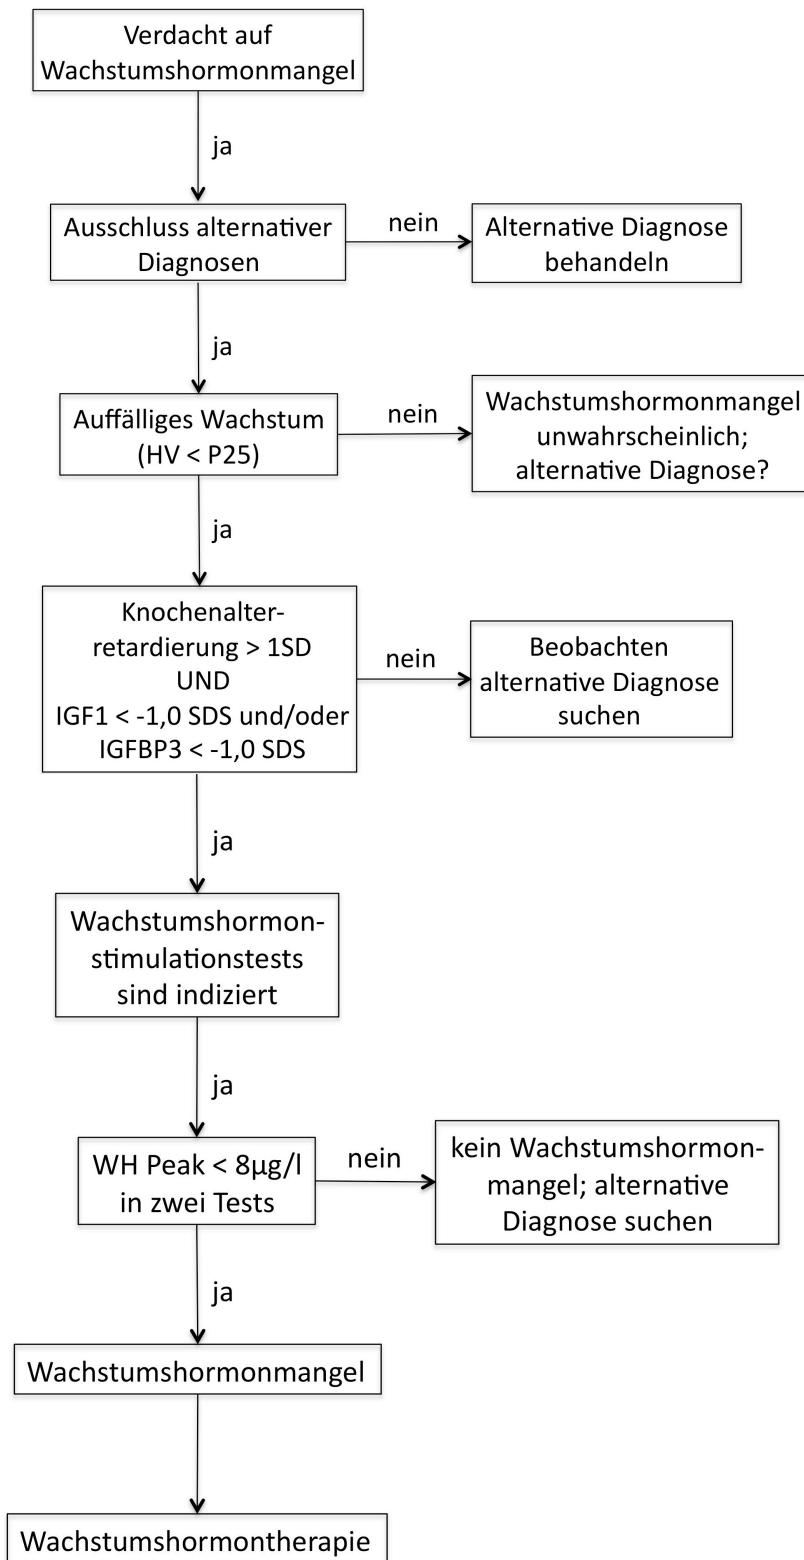 Verdacht auf
Wachstumshormonmangel
ja
Ausschluss alternativer
Diagnosen
nein
Alternative Diagnose
behandeln
ja
Auffälliges Wachstum
(HV < P25)
nein
Wachstumshormonmangel
unwahrscheinlich;
alternative Diagnose?
ja
Knochenalter-
retardierung > 1SD
UND
IGF1 < -1,0 SDS und/oder
IGFBP3 < -1,0 SDS
nein
Beobachten
alternative Diagnose
suchen
ja
Wachstumshormon-
stimulationstests
sind indiziert
ja
WH Peak < 8µg/l
in zwei Tests
nein
kein Wachstumshormon-
mangel; alternative
Diagnose suchen
ja
Wachstumshormonmangel
Wachstumshormontherapie